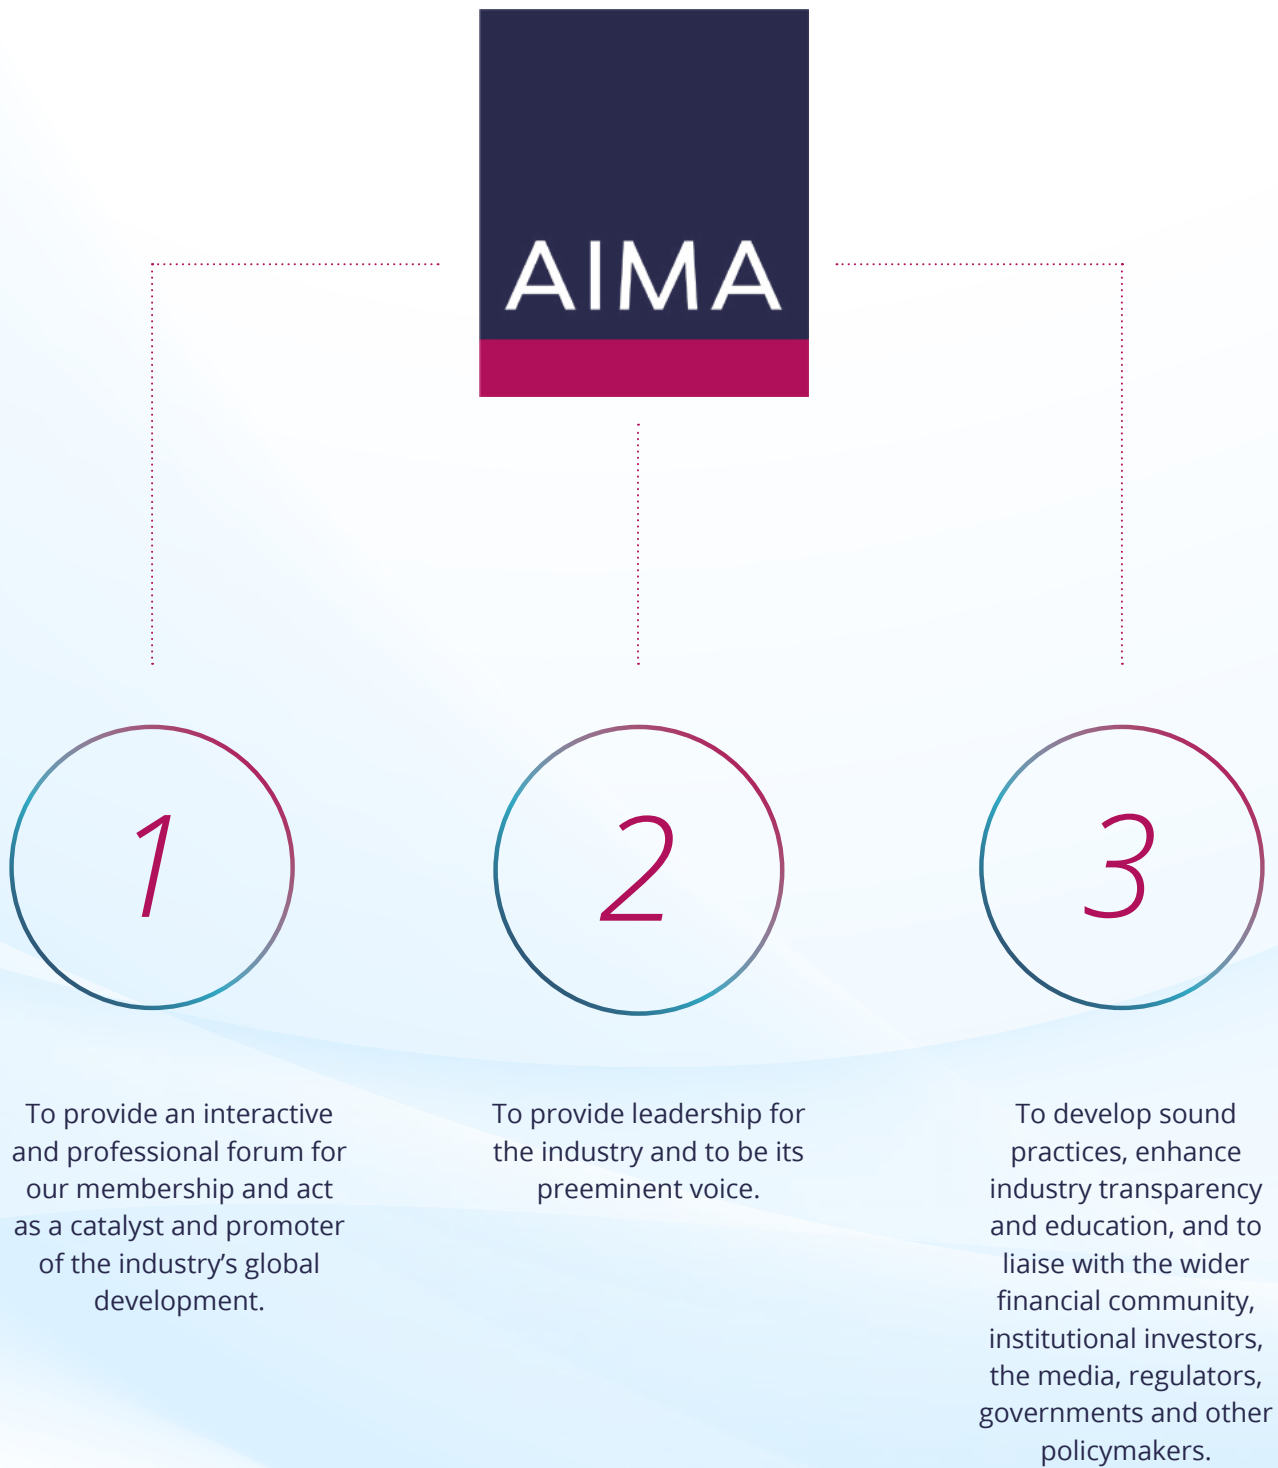 AIMA
1
To provide an interactive
and professional forum for
our membership and act
as a catalyst and promoter
of the industry’s global
development.
2
To provide leadership for
the industry and to be its
preeminent voice.
3
To develop sound
practices, enhance
industry transparency
and education, and to
liaise with the wider
financial community,
institutional investors,
the media, regulators,
governments and other
policymakers.